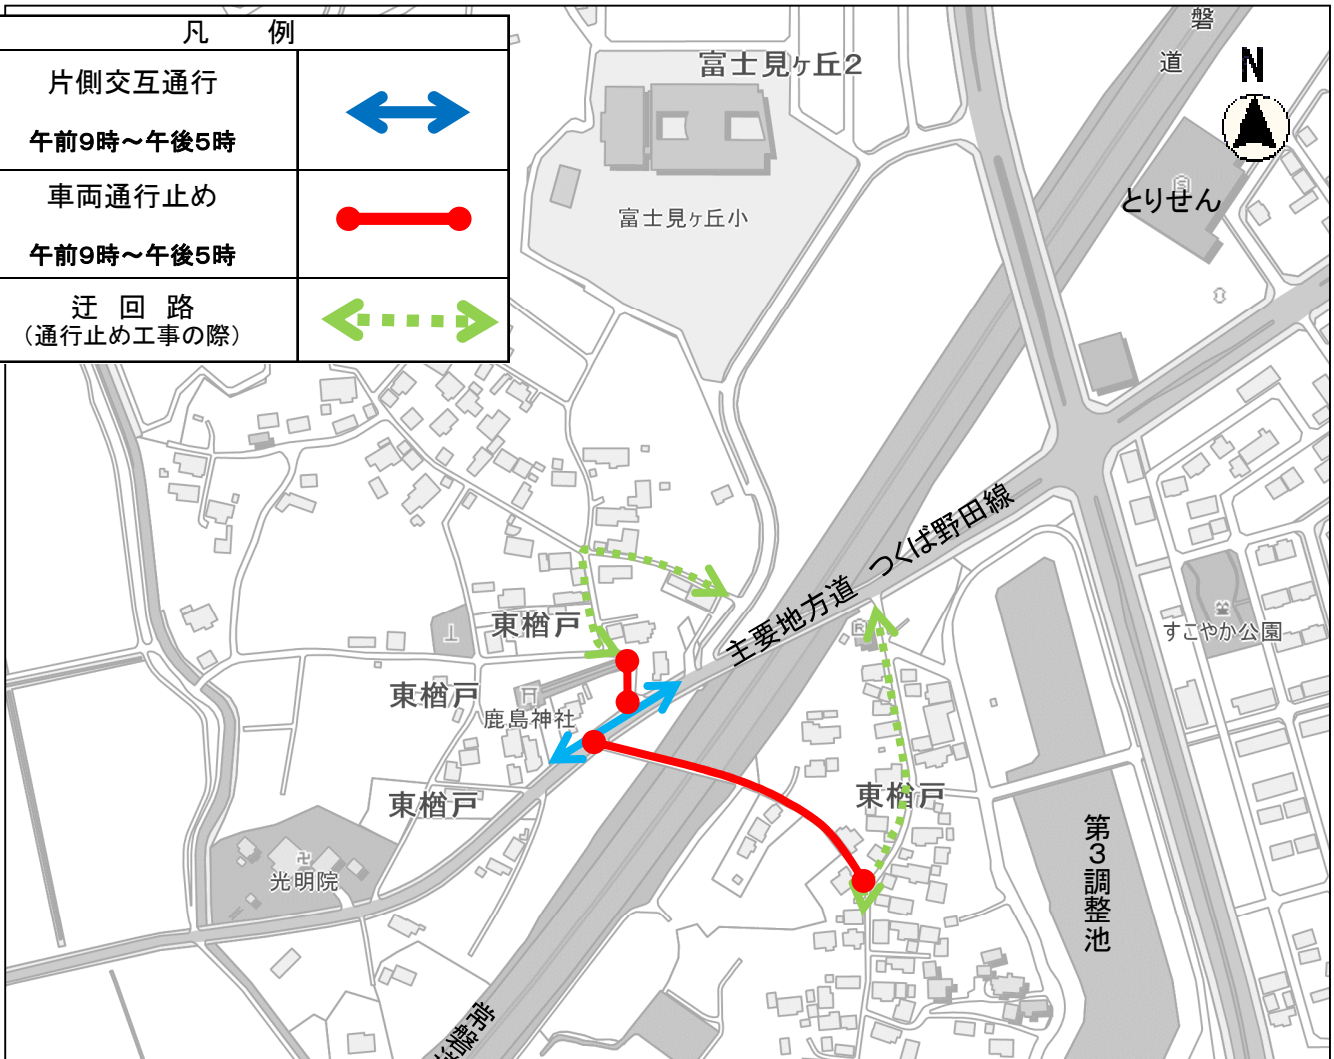 凡 例
片側交互通行
午前9時～午後5時
車両通行止め
午前9時～午後5時
迂 回 路
(通行止め工事の際)
富士見ヶ丘2
磐
道
N
とりせん
富士見ヶ丘小
主要地方道 つくば野田線
東楢戸
すこやか公園
東楢戸
鹿島神社
東楢戸
東楢戸
第3調整池
光明院
常磐